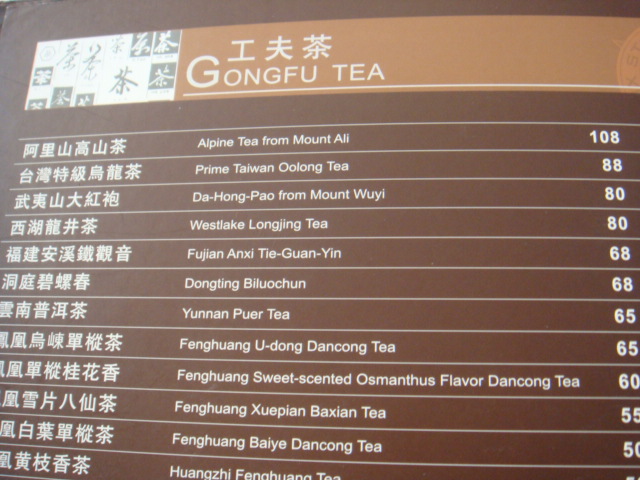 工夫茶
GONGFU TEA
阿里山高山茶 Alpine Tea from Mount Ali 108
台灣特級烏龍茶 Prime Taiwan Oolong Tea 88
武夷山大紅袍 Da-Hong-Pao from Mount Wuyi 80
西湖龍井茶 Westlake Longjing Tea 80
福建安溪鐵觀音 Fujian Anxi Tie-Guan-Yin 68
洞庭碧螺春 Dongting Biluochun 68
雲南普洱茶 Yunnan Puer Tea 65
鳳凰烏崠單樅茶 Fenghuang U-dong Dancong Tea 65
鳳凰單樅桂花香 Fenghuang Sweet-scented Osmanthus Flavor Dancong Tea 60
凰雪片八仙茶 Fenghuang Xuepian Baxian Tea 55
凰白葉單樅茶 Fenghuang Baiye Dancong Tea 50
凰黄枝香茶 Huangzhi Fenghuang Tea